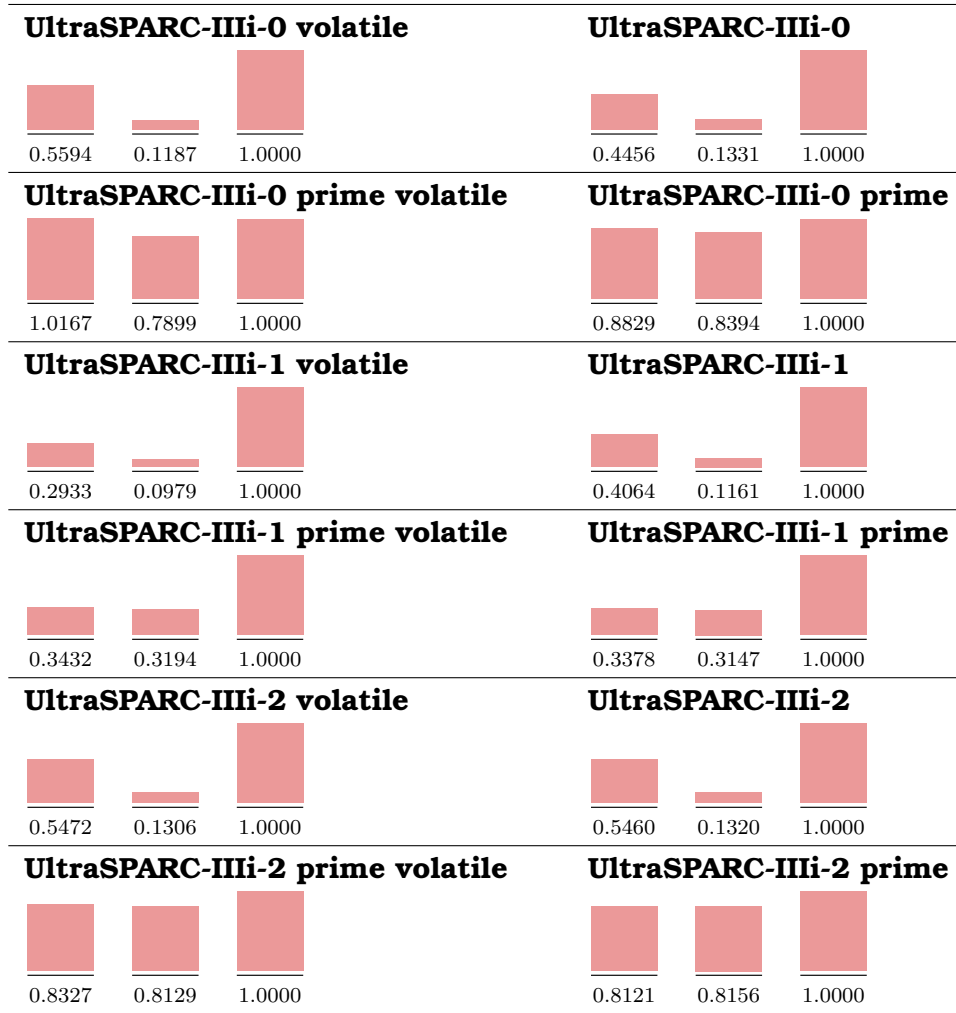 UltraSPARC-IIIi-0 volatile UltraSPARC-IIIi-0
0.5594 0.1187 1.0000 0.4456 0.1331 1.0000
UltraSPARC-IIIi-0 prime volatile UltraSPARC-IIIi-0 prime
1.0167 0.7899 1.0000 0.8829 0.8394 1.0000
UltraSPARC-IIIi-1 volatile UltraSPARC-IIIi-1
0.2933 0.0979 1.0000 0.4064 0.1161 1.0000
UltraSPARC-IIIi-1 prime volatile UltraSPARC-IIIi-1 prime
0.3432 0.3194 1.0000 0.3378 0.3147 1.0000
UltraSPARC-IIIi-2 volatile UltraSPARC-IIIi-2
0.5472 0.1306 1.0000 0.5460 0.1320 1.0000
UltraSPARC-IIIi-2 prime volatile UltraSPARC-IIIi-2 prime
0.8327 0.8129 1.0000 0.8121 0.8156 1.0000